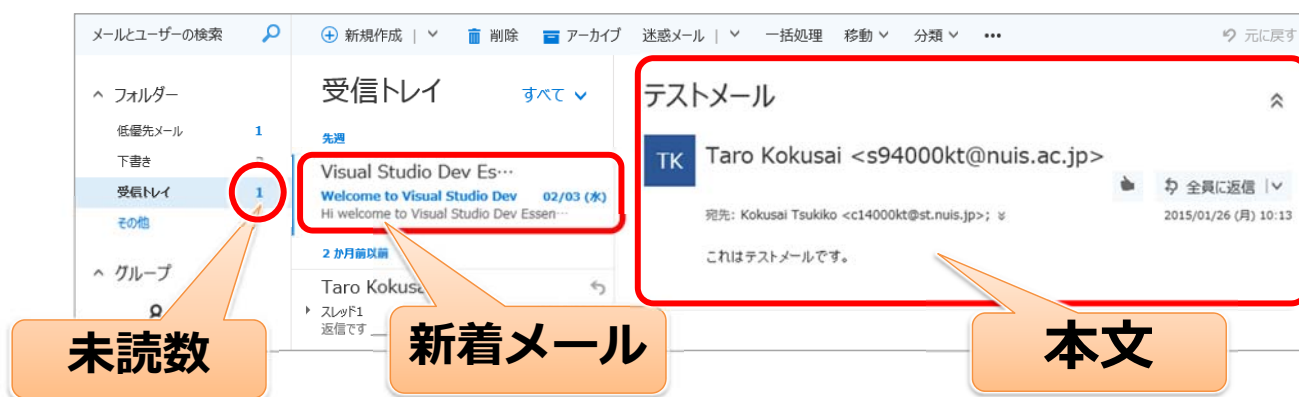 メールとユーザーの検索
新規作成 | 削除 アーカイブ 迷惑メール | 一括処理 移動 分類 ••• 元に戻す
フォルダー
低優先メール 1
下書き
受信トレイ 1
その他
グループ
受信トレイ すべて
先週
Visual Studio Dev Es…
Welcome to Visual Studio Dev 02/03 (水)
Hi welcome to Visual Studio Dev Essen…
2 か月前以前
Taro Kokusa
スレッド1
返信です
テストメール
TK
Taro Kokusai <s94000kt@nuis.ac.jp>
全員に返信
宛先: Kokusai Tsukiko <c14000kt@st.nuis.jp>;
2015/01/26 (月) 10:13
これはテストメールです。
未読数
新着メール
本文